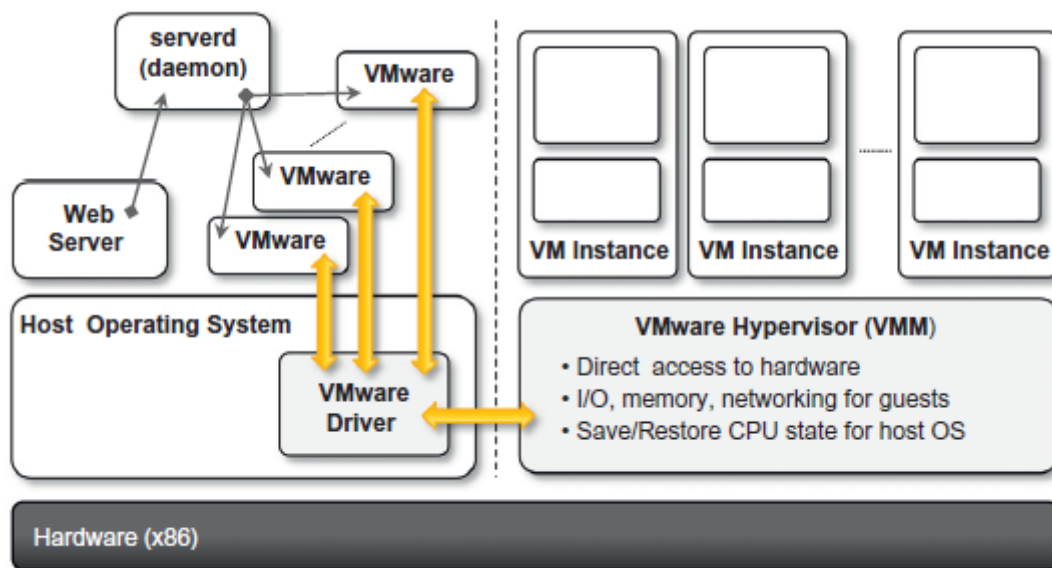 serverd
(daemon)
VMware
VMware
VMware
Web
Server
Host Operating System
VMware
Driver
VM Instance
VM Instance
VM Instance
VMware Hypervisor (VMM)
• Direct access to hardware
• I/O, memory, networking for guests
• Save/Restore CPU state for host OS
Hardware (x86)